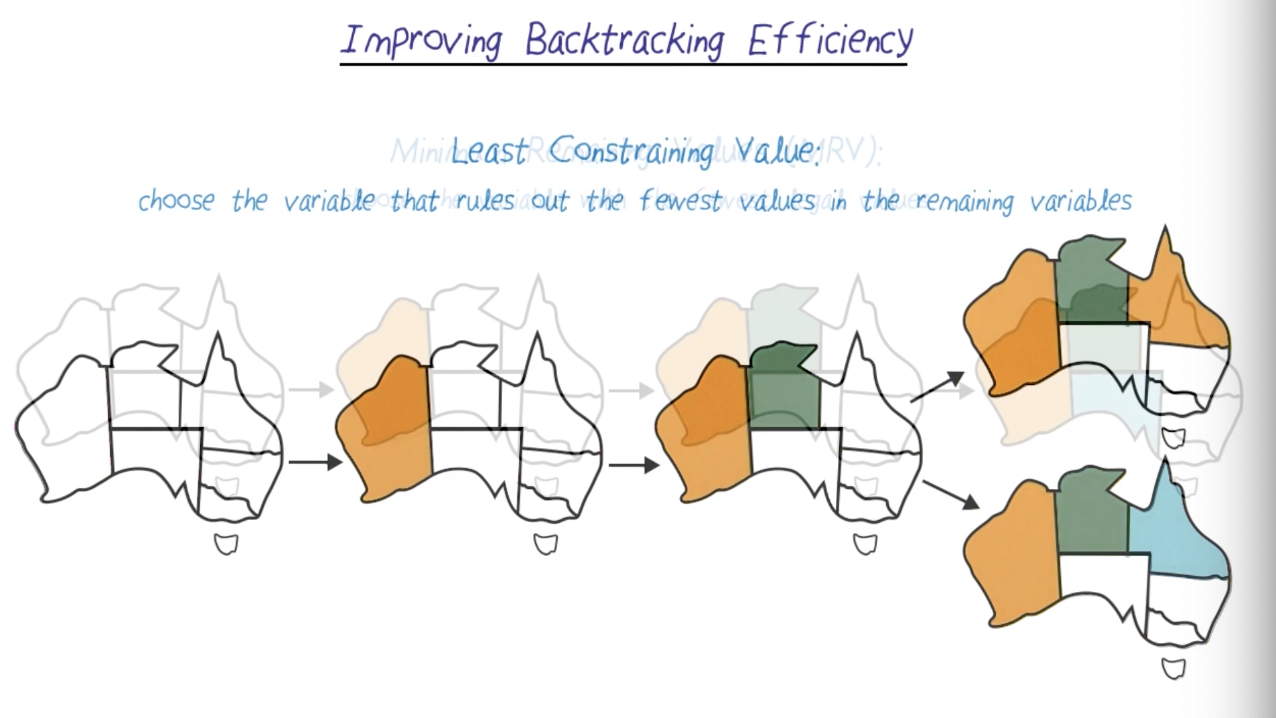 Improving Backtracking Efficiency
Least Constraining Value:
choose the variable that rules out the fewest values in the remaining variables